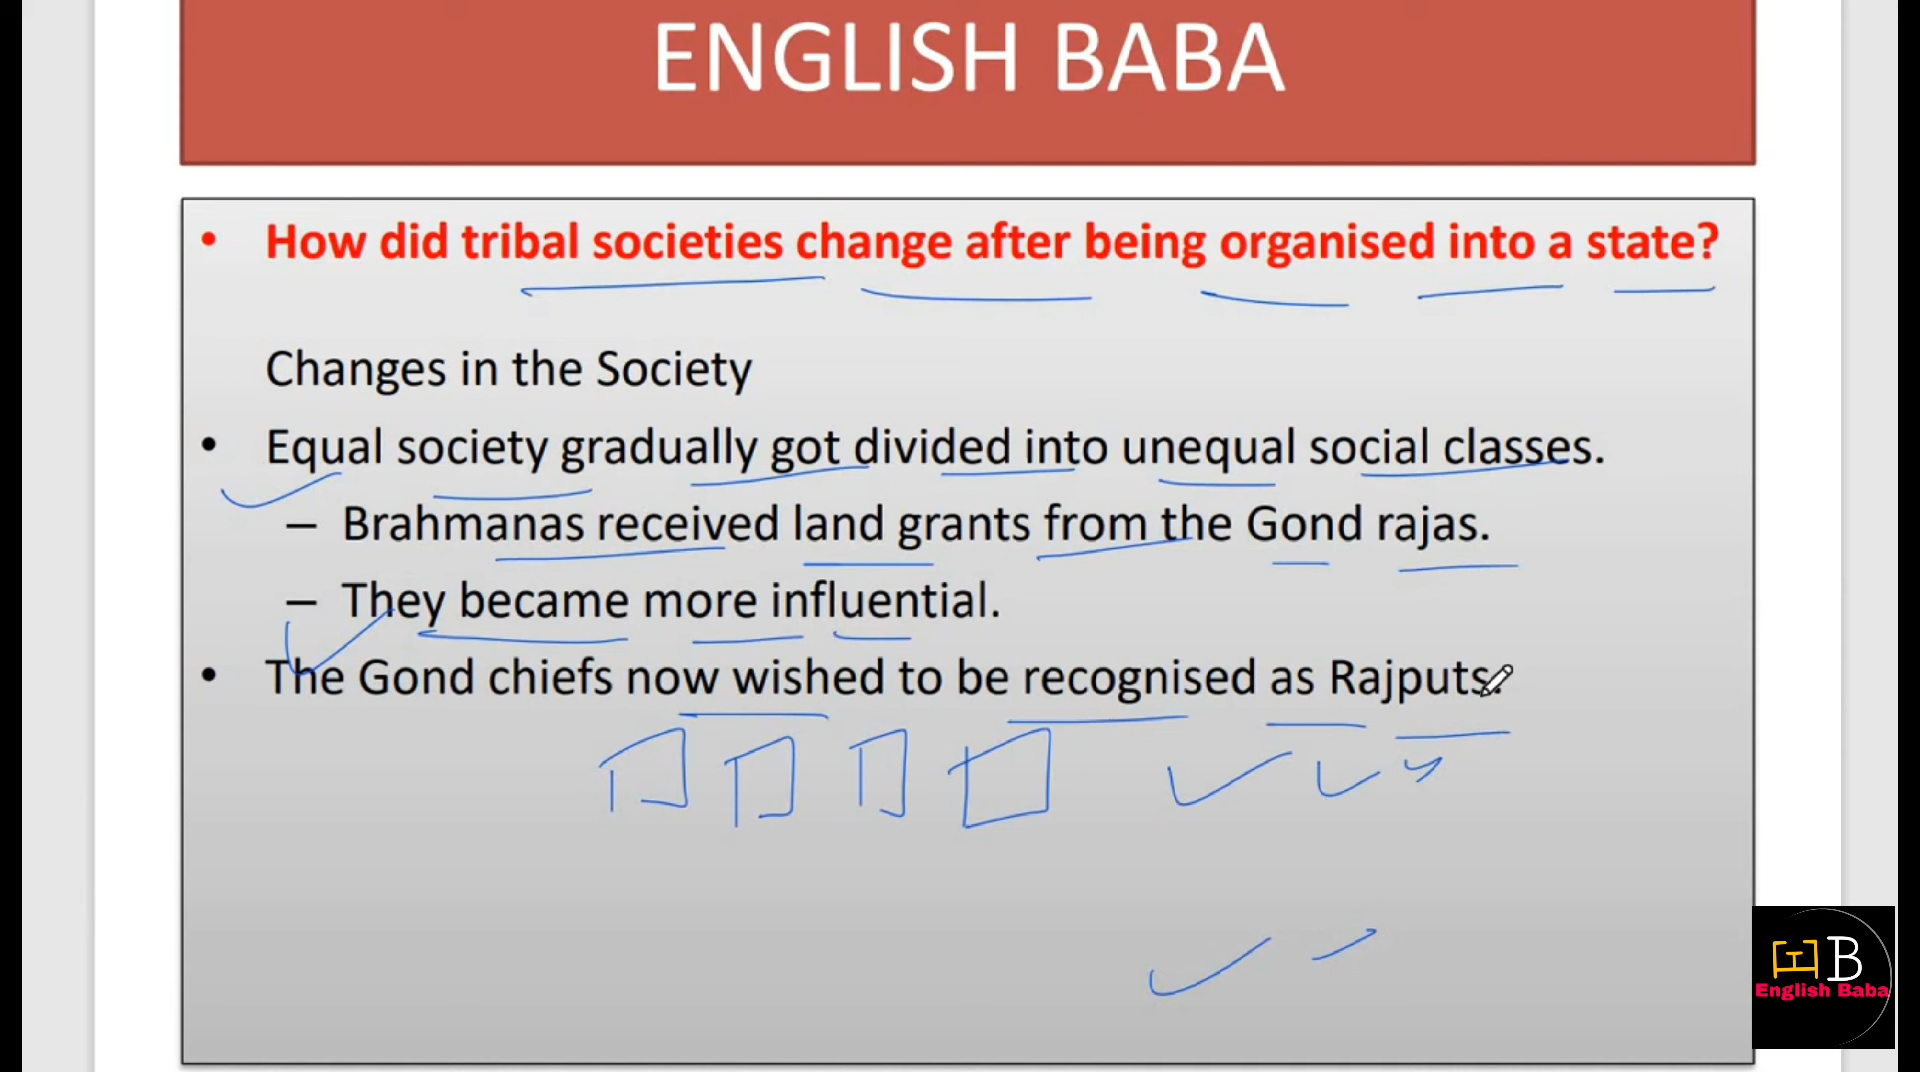 ENGLISH BABA
• How did tribal societies change after being organised into a state?
Changes in the Society
• Equal society gradually got divided into unequal social classes.
– Brahmanas received land grants from the Gond rajas.
– They became more influential.
• The Gond chiefs now wished to be recognised as Rajputs.
EB
English Baba